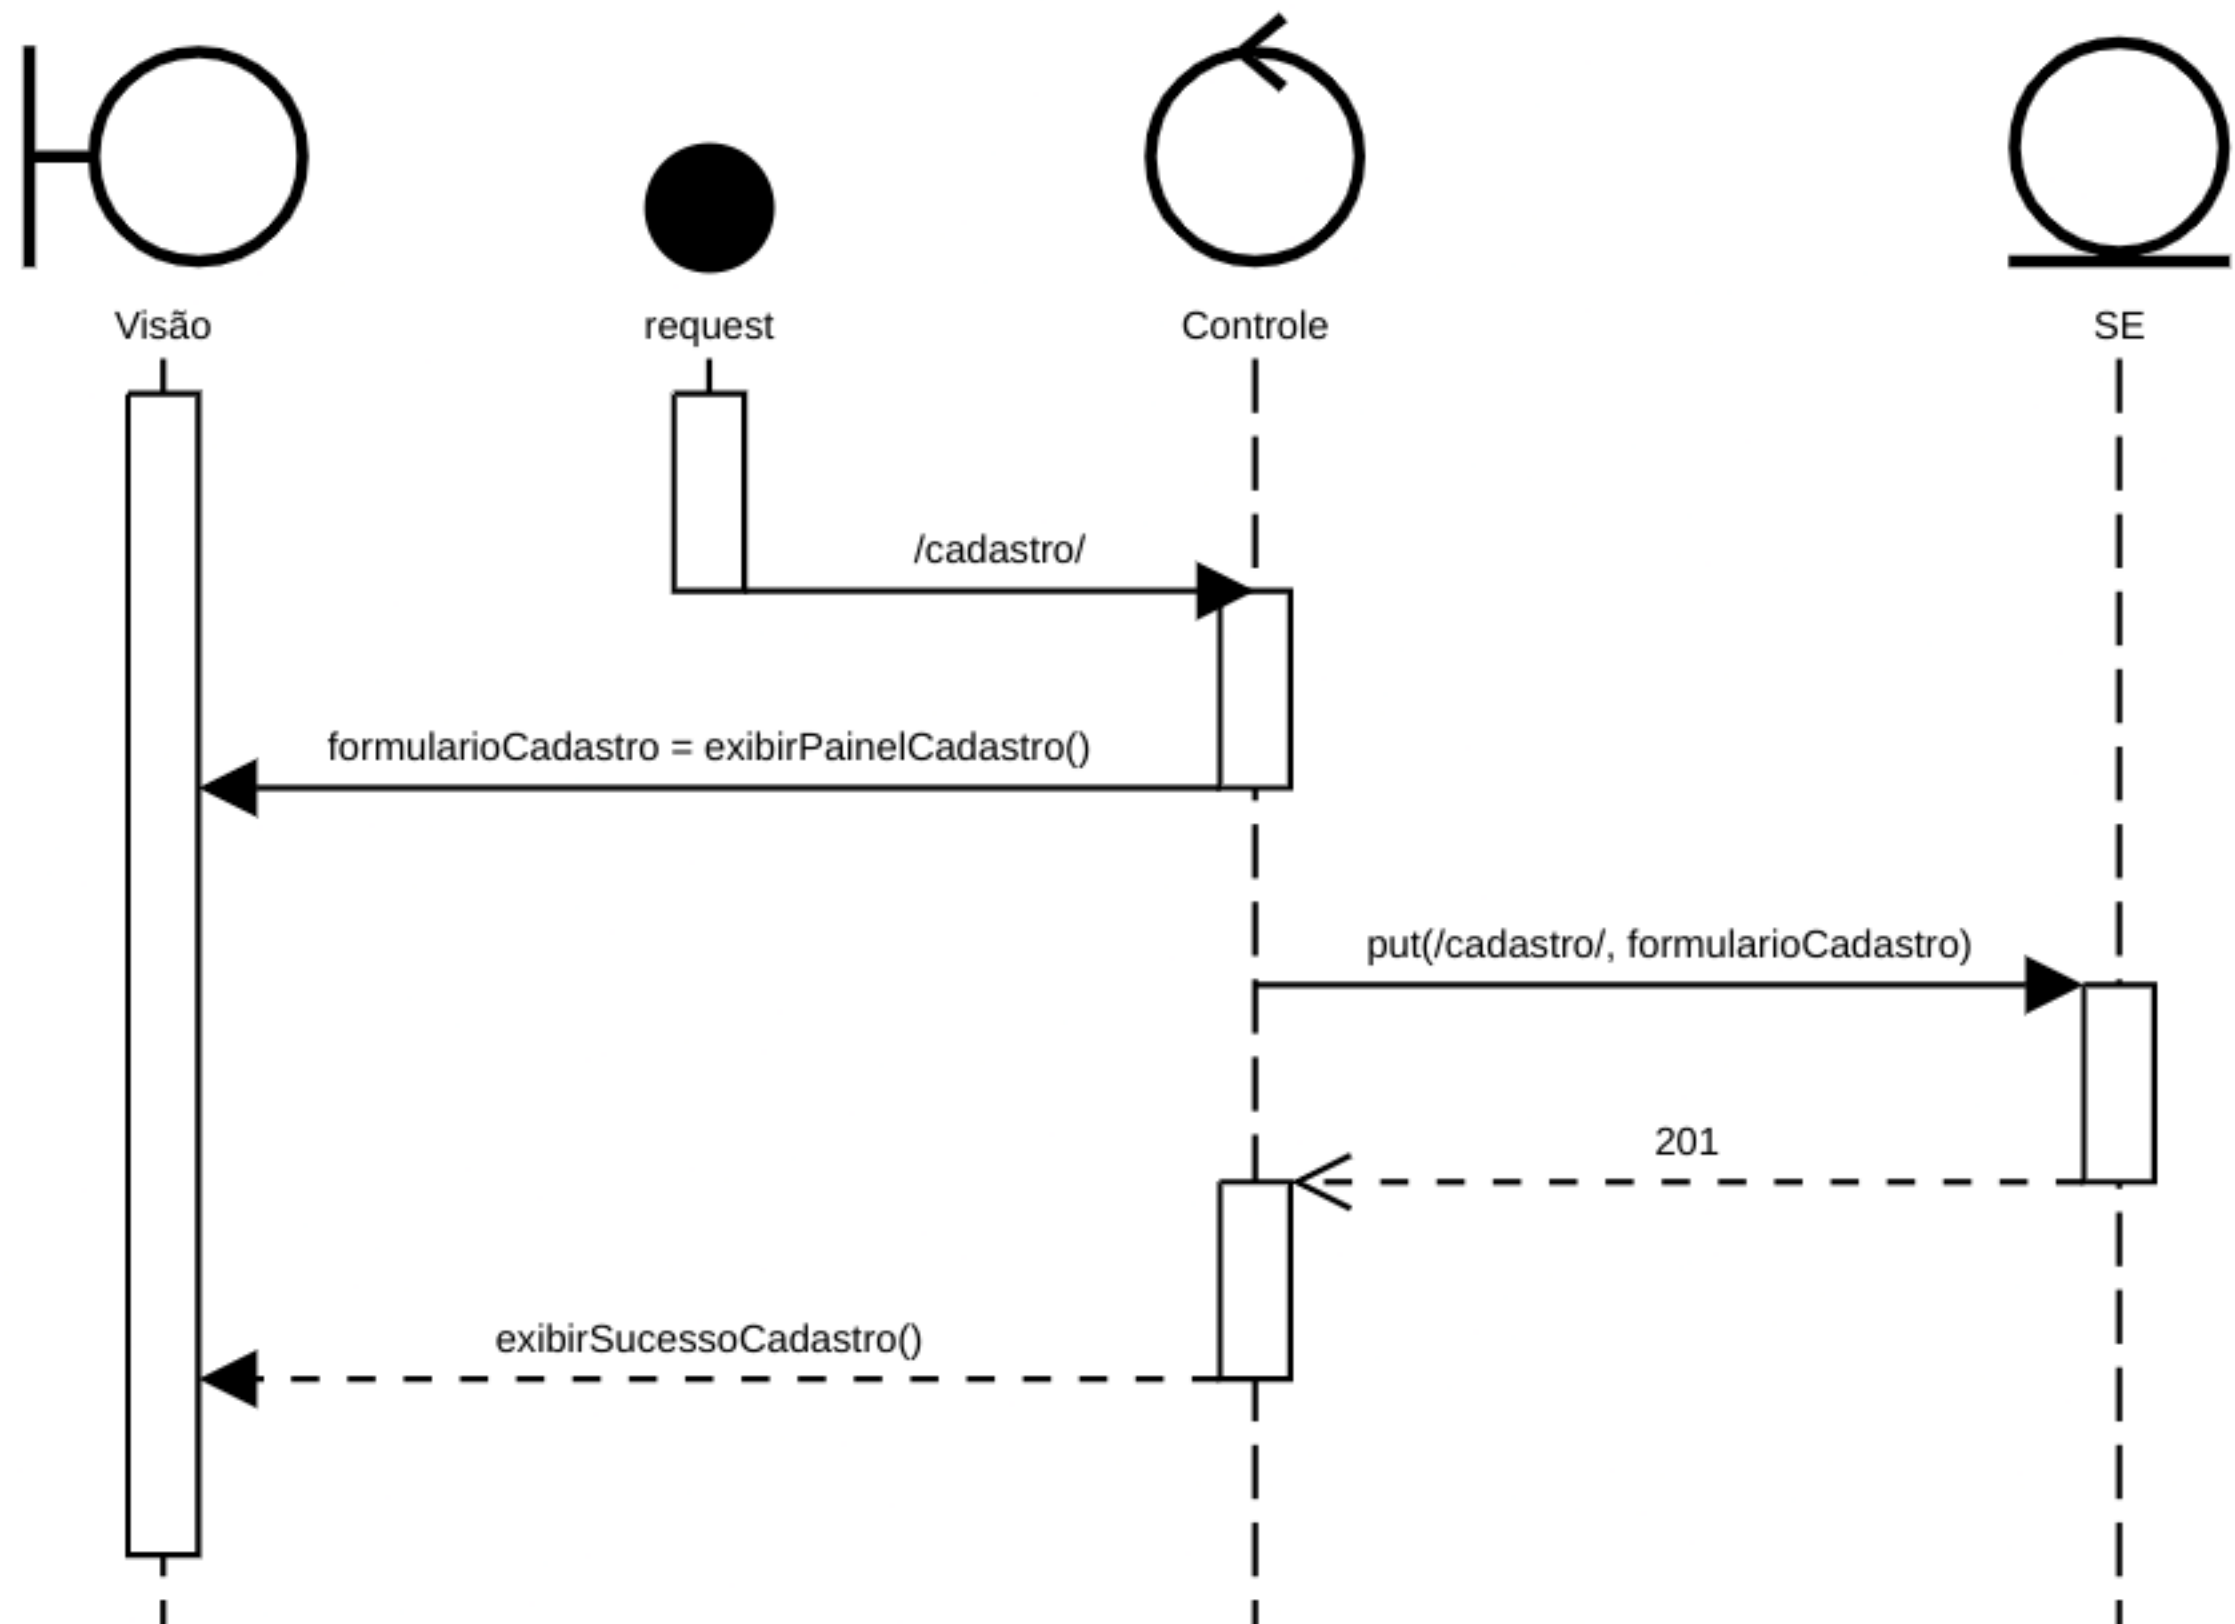 Visão
request
Controle
SE
/cadastro/
formularioCadastro = exibirPainelCadastro()
put(/cadastro/, formularioCadastro)
201
exibirSucessoCadastro()